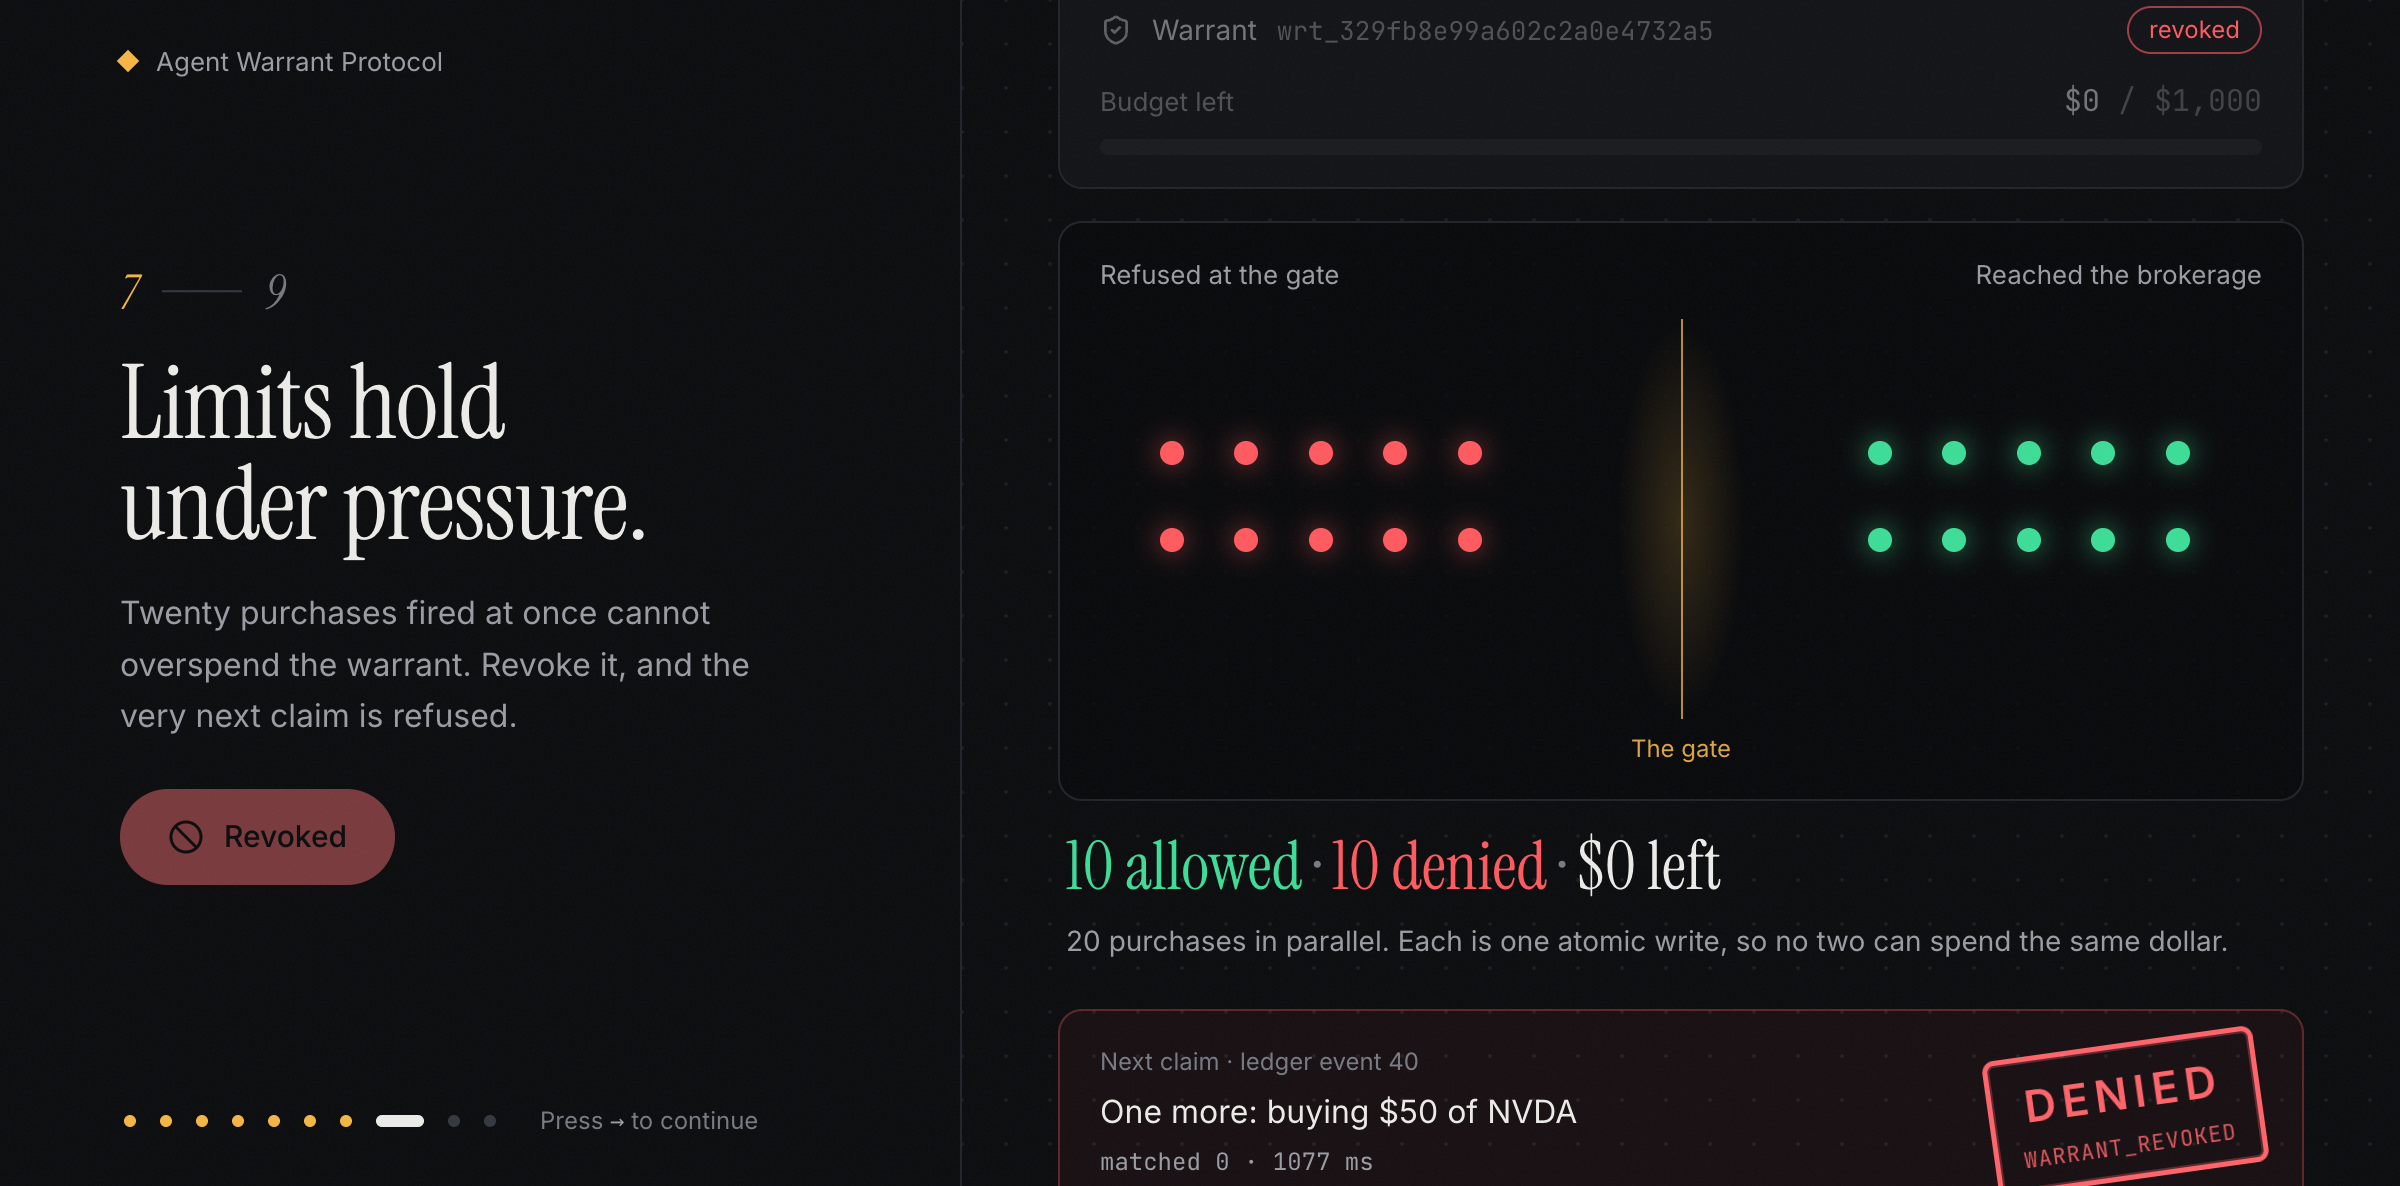 Agent Warrant Protocol
7 — 9
Limits hold
under pressure.
Twenty purchases fired at once cannot
overspend the warrant. Revoke it, and the
very next claim is refused.
Revoked
Press → to continue
Warrant wrt_329fb8e99a602c2a0e4732a5
revoked
Budget left
$0 / $1,000
Refused at the gate
Reached the brokerage
The gate
10 allowed · 10 denied · $0 left
20 purchases in parallel. Each is one atomic write, so no two can spend the same dollar.
Next claim · ledger event 40
One more: buying $50 of NVDA
matched 0 · 1077 ms
DENIED
WARRANT_REVOKED